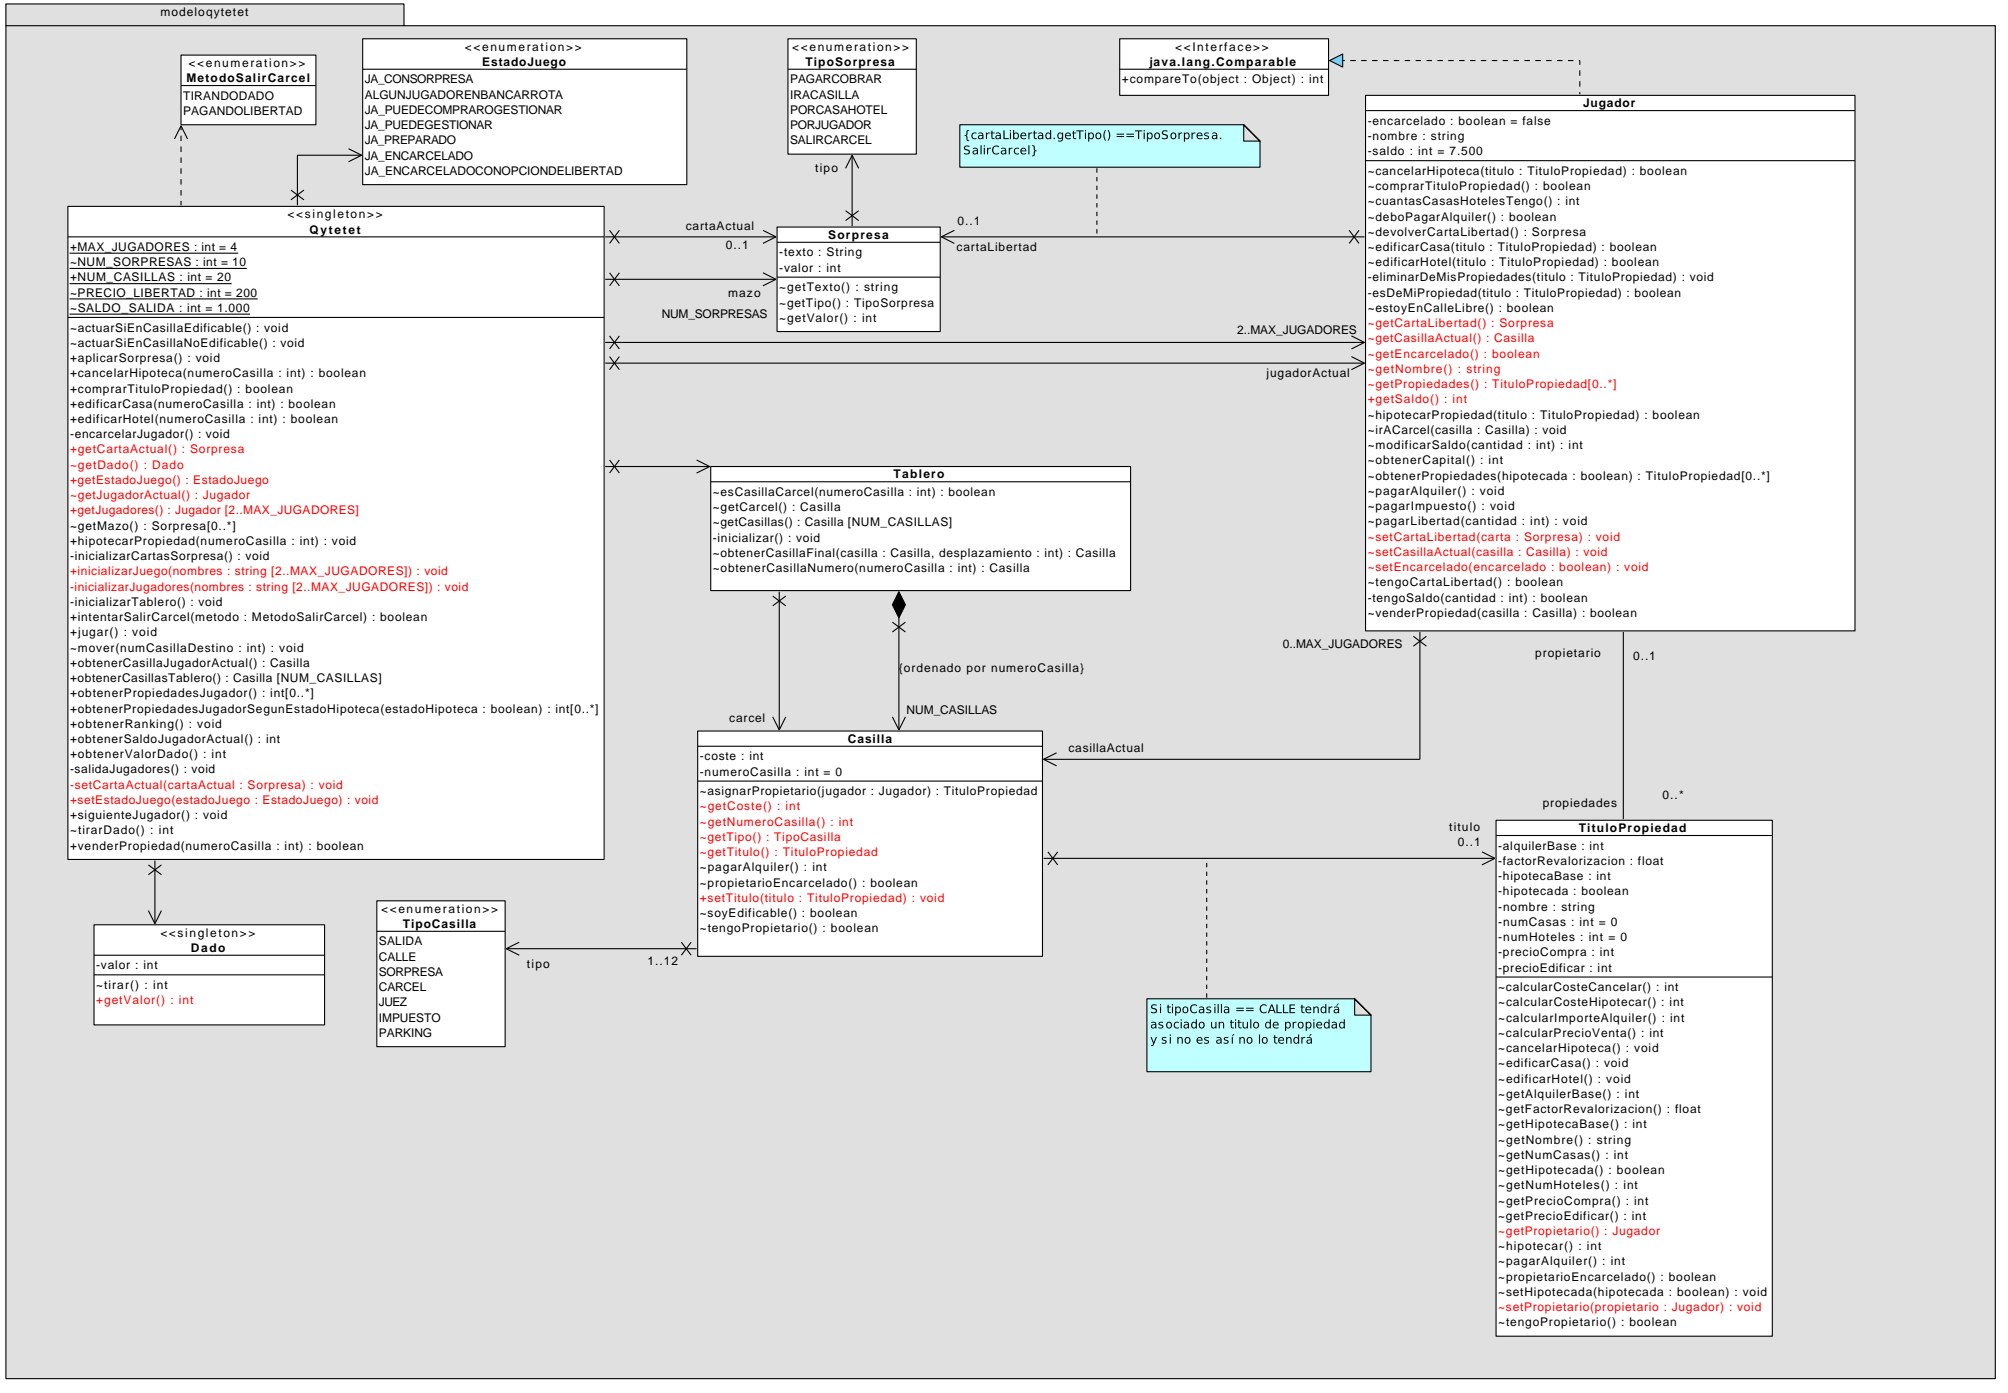 modeloqytetet
<<enumeration>>
MetodoSalirCarcel
TIRANDODADO
PAGANDOLIBERTAD
<<enumeration>>
EstadoJuego
JA_CONSORPRESA
ALGUNJUGADORENBANCARROTA
JA_PUEDECOMPRAROGESTIONAR
JA_PUEDEGESTIONAR
JA_PREPARADO
JA_ENCARCELADO
JA_ENCARCELADOCONOPCIONDELIBERTAD
<<enumeration>>
TipoSorpresa
PAGARCOBRAR
IRACASILLA
PORCASAHOTEL
PORJUGADOR
SALIRCARCEL
tipo
<<Interface>>
java.lang.Comparable
+compareTo(object : Object) : int
{cartaLibertad.getTipo() ==TipoSorpresa.
SalirCarcel}
<<singleton>>
Qytetet
+MAX_JUGADORES : int = 4
~NUM_SORPRESAS : int = 10
+NUM_CASILLAS : int = 20
~PRECIO_LIBERTAD : int = 200
~SALDO_SALIDA : int = 1.000
~actuarSiEnCasillaEdificable() : void
~actuarSiEnCasillaNoEdificable() : void
+aplicarSorpresa() : void
+cancelarHipoteca(numeroCasilla : int) : boolean
+comprarTituloPropiedad() : boolean
+edificarCasa(numeroCasilla : int) : boolean
+edificarHotel(numeroCasilla : int) : boolean
-encarcelarJugador() : void
+getCartaActual() : Sorpresa
~getDado() : Dado
+getEstadoJuego() : EstadoJuego
~getJugadorActual() : Jugador
+getJugadores() : Jugador [2..MAX_JUGADORES]
~getMazo() : Sorpresa[0..*]
+hipotecarPropiedad(numeroCasilla : int) : void
-inicializarCartasSorpresa() : void
+inicializarJuego(nombres : string [2..MAX_JUGADORES]) : void
-inicializarJugadores(nombres : string [2..MAX_JUGADORES]) : void
-inicializarTablero() : void
+intentarSalirCarcel(metodo : MetodoSalirCarcel) : boolean
+jugar() : void
~mover(numCasillaDestino : int) : void
+obtenerCasillaJugadorActual() : Casilla
+obtenerCasillasTablero() : Casilla [NUM_CASILLAS]
+obtenerPropiedadesJugador() : int[0..*]
+obtenerPropiedadesJugadorSegunEstadoHipoteca(estadoHipoteca : boolean) : int[0..*]
+obtenerRanking() : void
+obtenerSaldoJugadorActual() : int
+obtenerValorDado() : int
-salidaJugadores() : void
-setCartaActual(cartaActual : Sorpresa) : void
+setEstadoJuego(estadoJuego : EstadoJuego) : void
+siguienteJugador() : void
~tirarDado() : int
+venderPropiedad(numeroCasilla : int) : boolean
cartaActual
0..1
mazo
NUM_SORPRESAS
Sorpresa
-texto : String
-valor : int
~getTexto() : string
~getTipo() : TipoSorpresa
~getValor() : int
0..1
cartaLibertad
2..MAX_JUGADORES
jugadorActual
Jugador
-encarcelado : boolean = false
-nombre : string
-saldo : int = 7.500
~cancelarHipoteca(titulo : TituloPropiedad) : boolean
~comprarTituloPropiedad() : boolean
~cuantasCasasHotelesTengo() : int
~deboPagarAlquiler() : boolean
~devolverCartaLibertad() : Sorpresa
~edificarCasa(titulo : TituloPropiedad) : boolean
~edificarHotel(titulo : TituloPropiedad) : boolean
-eliminarDeMisPropiedades(titulo : TituloPropiedad) : void
-esDeMiPropiedad(titulo : TituloPropiedad) : boolean
~estoyEnCalleLibre() : boolean
~getCartaLibertad() : Sorpresa
~getCasillaActual() : Casilla
~getEncarcelado() : boolean
~getNombre() : string
~getPropiedades() : TituloPropiedad[0..*]
+getSaldo() : int
~hipotecarPropiedad(titulo : TituloPropiedad) : boolean
~irACarcel(casilla : Casilla) : void
~modificarSaldo(cantidad : int) : int
~obtenerCapital() : int
~obtenerPropiedades(hipotecada : boolean) : TituloPropiedad[0..*]
~pagarAlquiler() : void
~pagarImpuesto() : void
~pagarLibertad(cantidad : int) : void
~setCartaLibertad(carta : Sorpresa) : void
~setCasillaActual(casilla : Casilla) : void
~setEncarcelado(encarcelado : boolean) : void
~tengoCartaLibertad() : boolean
-tengoSaldo(cantidad : int) : boolean
~venderPropiedad(casilla : Casilla) : boolean
Tablero
~esCasillaCarcel(numeroCasilla : int) : boolean
~getCarcel() : Casilla
~getCasillas() : Casilla [NUM_CASILLAS]
-inicializar() : void
~obtenerCasillaFinal(casilla : Casilla, desplazamiento : int) : Casilla
~obtenerCasillaNumero(numeroCasilla : int) : Casilla
{ordenado por numeroCasilla}
carcel
NUM_CASILLAS
0..MAX_JUGADORES
casillaActual
propietario
0..1
0..*
propiedades
Casilla
-coste : int
-numeroCasilla : int = 0
~asignarPropietario(jugador : Jugador) : TituloPropiedad
~getCoste() : int
~getNumeroCasilla() : int
~getTipo() : TipoCasilla
~getTitulo() : TituloPropiedad
~pagarAlquiler() : int
~propietarioEncarcelado() : boolean
+setTitulo(titulo : TituloPropiedad) : void
~soyEdificable() : boolean
~tengoPropietario() : boolean
titulo
0..1
TituloPropiedad
-alquilerBase : int
-factorRevalorizacion : float
-hipotecaBase : int
-hipotecada : boolean
-nombre : string
-numCasas : int = 0
-numHoteles : int = 0
-precioCompra : int
-precioEdificar : int
~calcularCosteCancelar() : int
~calcularCosteHipotecar() : int
~calcularImporteAlquiler() : int
~calcularPrecioVenta() : int
~cancelarHipoteca() : void
~edificarCasa() : void
~edificarHotel() : void
~getAlquilerBase() : int
~getFactorRevalorizacion() : float
~getHipotecaBase() : int
~getNombre() : string
~getNumCasas() : int
~getHipotecada() : boolean
~getNumHoteles() : int
~getPrecioCompra() : int
~getPrecioEdificar() : int
~getPropietario() : Jugador
~hipotecar() : int
~pagarAlquiler() : int
~propietarioEncarcelado() : boolean
~setHipotecada(hipotecada : boolean) : void
~setPropietario(propietario : Jugador) : void
~tengoPropietario() : boolean
<<singleton>>
Dado
-valor : int
~tirar() : int
+getValor() : int
<<enumeration>>
TipoCasilla
SALIDA
CALLE
SORPRESA
CARCEL
JUEZ
IMPUESTO
PARKING
tipo
1..12
Si tipoCasilla == CALLE tendrá
asociado un titulo de propiedad
y si no es así no lo tendrá